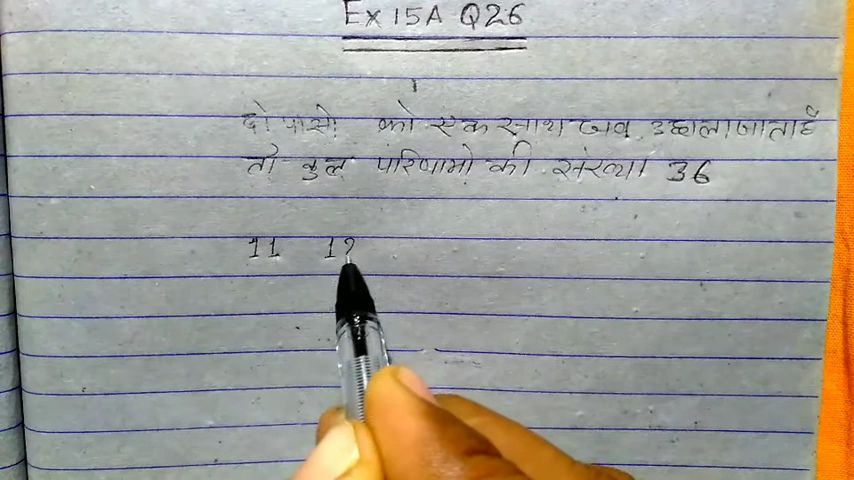 Ex 15A Q26
दो पासो को एक साथ जब उछाला जाता है
तो कुल परिणामो की संख्या 36
11 12